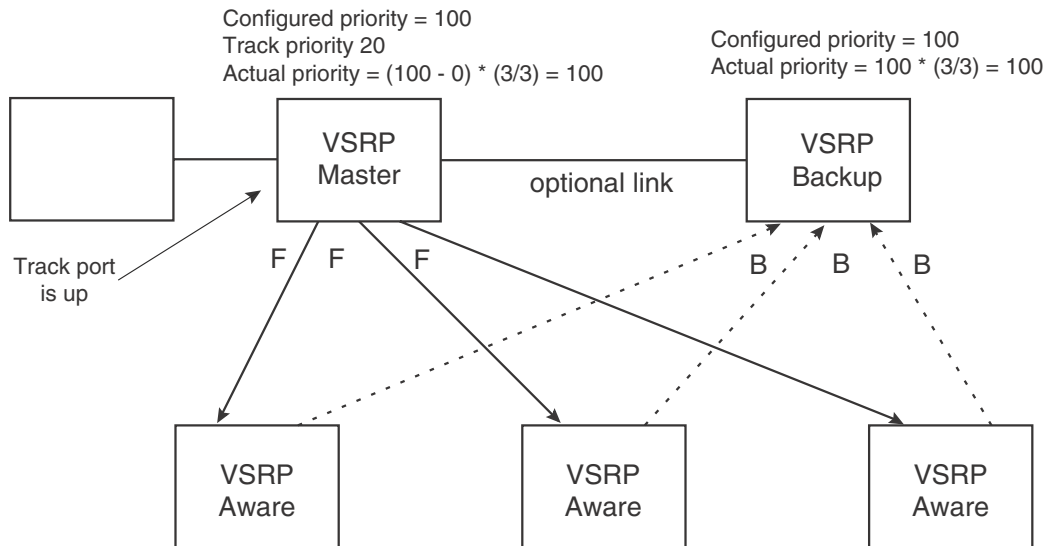 Configured priority = 100
Track priority 20
Actual priority = (100 - 0) * (3/3) = 100
Configured priority = 100
Actual priority = 100 * (3/3) = 100
VSRP
Master
optional link
VSRP
Backup
Track port
is up
F
F
F
B
B
B
VSRP
Aware
VSRP
Aware
VSRP
Aware